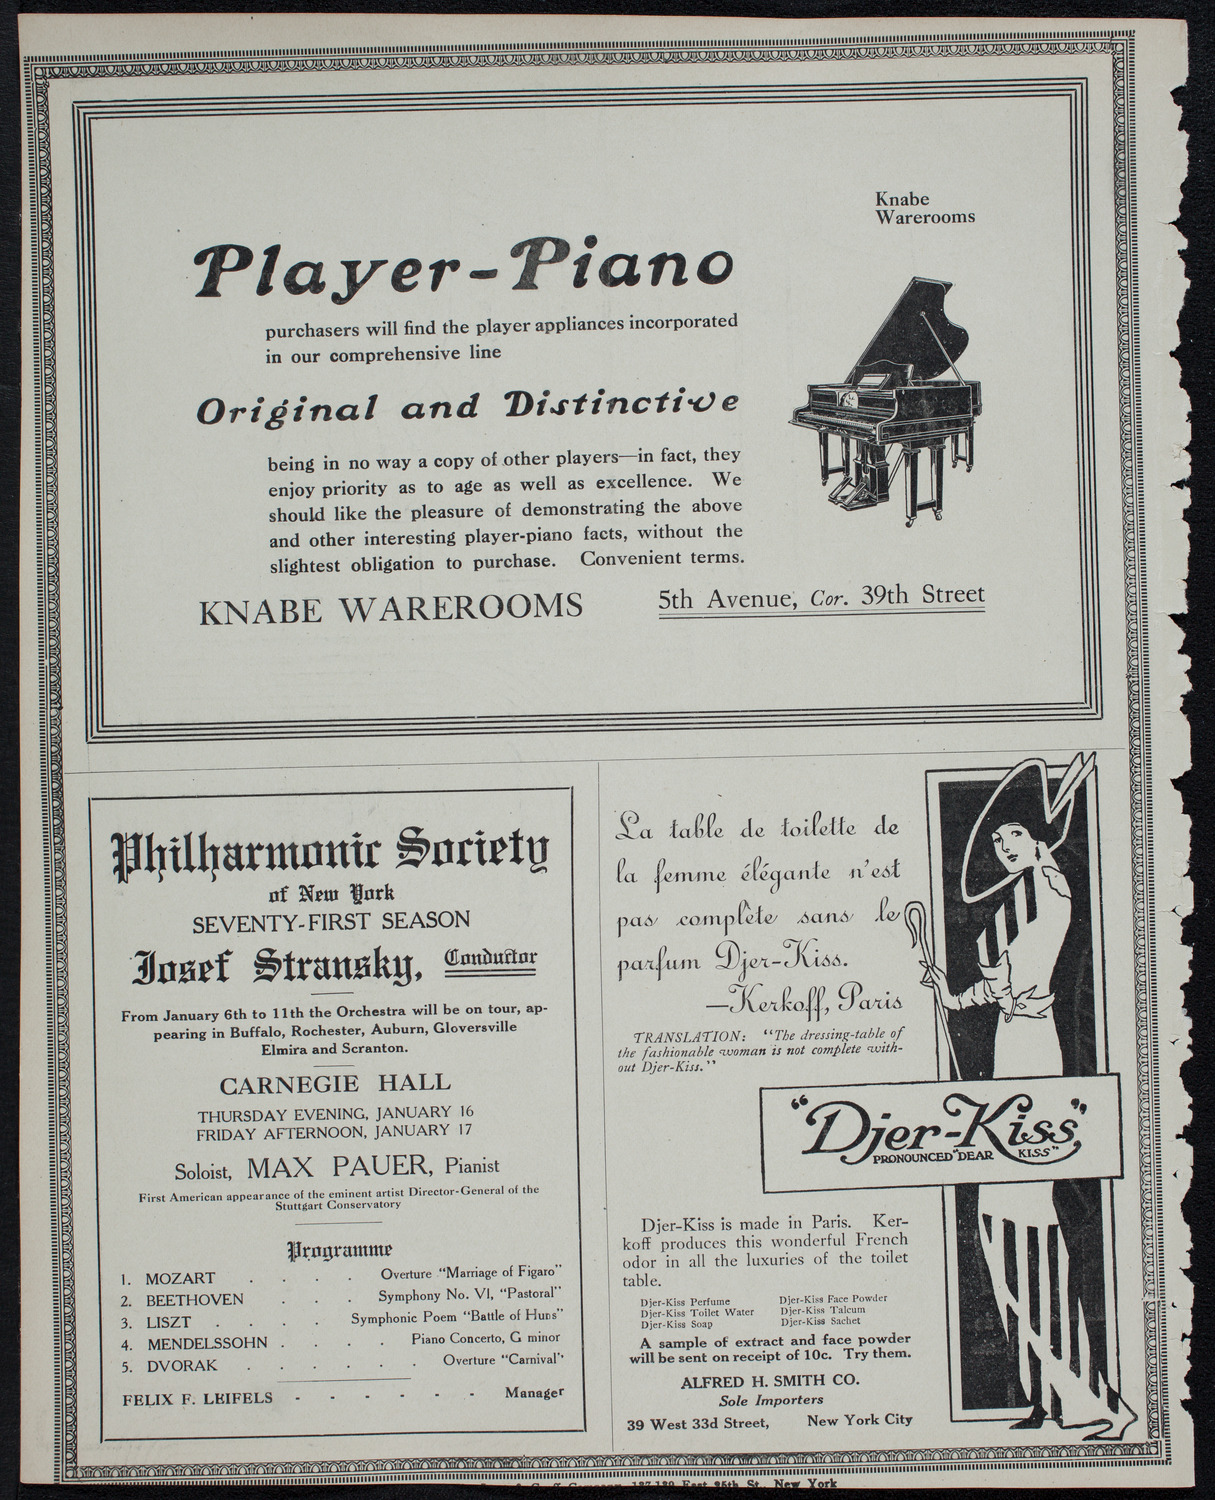 Knabe
Warerooms
Player-Piano
purchasers will find the player appliances incorporated
in our comprehensive line
Original and Distinctive
being in no way a copy of other players—in fact, they
enjoy priority as to age as well as excellence. We
should like the pleasure of demonstrating the above
and other interesting player-piano facts, without the
slightest obligation to purchase. Convenient terms.
KNABE WAREROOMS 5th Avenue, Cor. 39th Street
Philharmonic Society
of New York
SEVENTY-FIRST SEASON
Josef Stransky, Conductor
From January 6th to 11th the Orchestra will be on tour, ap-
pearing in Buffalo, Rochester, Auburn, Gloversville
Elmira and Scranton.
CARNEGIE HALL
THURSDAY EVENING, JANUARY 16
FRIDAY AFTERNOON, JANUARY 17
Soloist, MAX PAUER, Pianist
First American appearance of the eminent artist Director-General of the
Stuttgart Conservatory
Programme
1. MOZART . . . . Overture "Marriage of Figaro"
2. BEETHOVEN . . . Symphony No. VI, "Pastoral"
3. LISZT . . . . Symphonic Poem "Battle of Huns"
4. MENDELSSOHN . . . . Piano Concerto, G minor
5. DVORAK . . . . . . Overture "Carnival"
FELIX F. LEIFELS - - - - - - Manager
La table de toilette de
la femme élégante n'est
pas complète sans le
parfum Djer-Kiss.
—Kerkoff, Paris
TRANSLATION: "The dressing-table of
the fashionable woman is not complete with-
out Djer-Kiss."
"Djer-Kiss"
PRONOUNCED "DEAR KISS"
Djer-Kiss is made in Paris. Ker-
koff produces this wonderful French
odor in all the luxuries of the toilet
table.
Djer-Kiss Perfume Djer-Kiss Face Powder
Djer-Kiss Toilet Water Djer-Kiss Talcum
Djer-Kiss Soap Djer-Kiss Sachet
A sample of extract and face powder
will be sent on receipt of 10c. Try them.
ALFRED H. SMITH CO.
Sole Importers
39 West 33d Street, New York City
East 25th St., New York